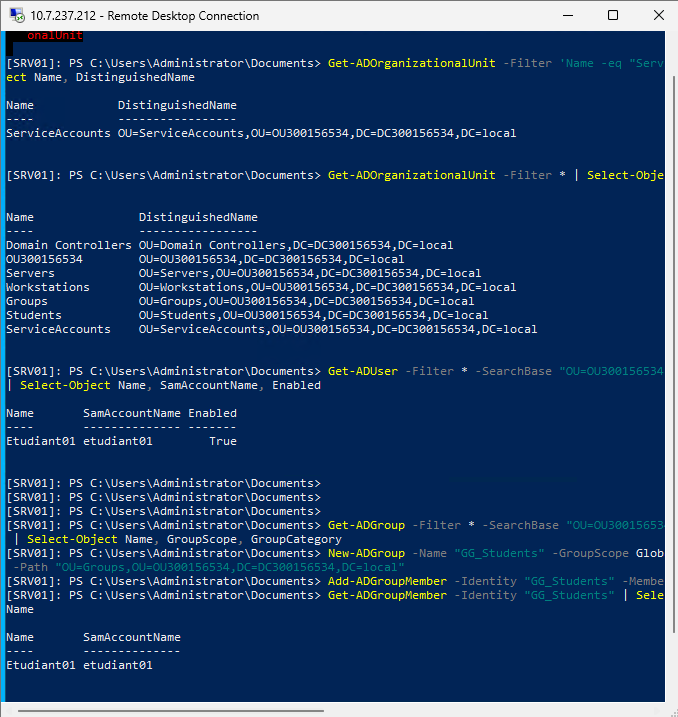 10.7.237.212 - Remote Desktop Connection
onalUnit
[SRV01]: PS C:\Users\Administrator\Documents> Get-ADOrganizationalUnit -Filter 'Name -eq "Serv
ect Name, DistinguishedName
Name DistinguishedName
---- -----------------
ServiceAccounts OU=ServiceAccounts,OU=OU300156534,DC=DC300156534,DC=local
[SRV01]: PS C:\Users\Administrator\Documents> Get-ADOrganizationalUnit -Filter * | Select-Obje
Name DistinguishedName
---- -----------------
Domain Controllers OU=Domain Controllers,DC=DC300156534,DC=local
OU300156534 OU=OU300156534,DC=DC300156534,DC=local
Servers OU=Servers,OU=OU300156534,DC=DC300156534,DC=local
Workstations OU=Workstations,OU=OU300156534,DC=DC300156534,DC=local
Groups OU=Groups,OU=OU300156534,DC=DC300156534,DC=local
Students OU=Students,OU=OU300156534,DC=DC300156534,DC=local
ServiceAccounts OU=ServiceAccounts,OU=OU300156534,DC=DC300156534,DC=local
[SRV01]: PS C:\Users\Administrator\Documents> Get-ADUser -Filter * -SearchBase "OU=OU300156534
| Select-Object Name, SamAccountName, Enabled
Name SamAccountName Enabled
---- -------------- -------
Etudiant01 etudiant01 True
[SRV01]: PS C:\Users\Administrator\Documents>
[SRV01]: PS C:\Users\Administrator\Documents>
[SRV01]: PS C:\Users\Administrator\Documents>
[SRV01]: PS C:\Users\Administrator\Documents> Get-ADGroup -Filter * -SearchBase "OU=OU30015653
| Select-Object Name, GroupScope, GroupCategory
[SRV01]: PS C:\Users\Administrator\Documents> New-ADGroup -Name "GG_Students" -GroupScope Glob
-Path "OU=Groups,OU=OU300156534,DC=DC300156534,DC=local"
[SRV01]: PS C:\Users\Administrator\Documents> Add-ADGroupMember -Identity "GG_Students" -Membe
[SRV01]: PS C:\Users\Administrator\Documents> Get-ADGroupMember -Identity "GG_Students" | Sele
Name
Name SamAccountName
---- --------------
Etudiant01 etudiant01